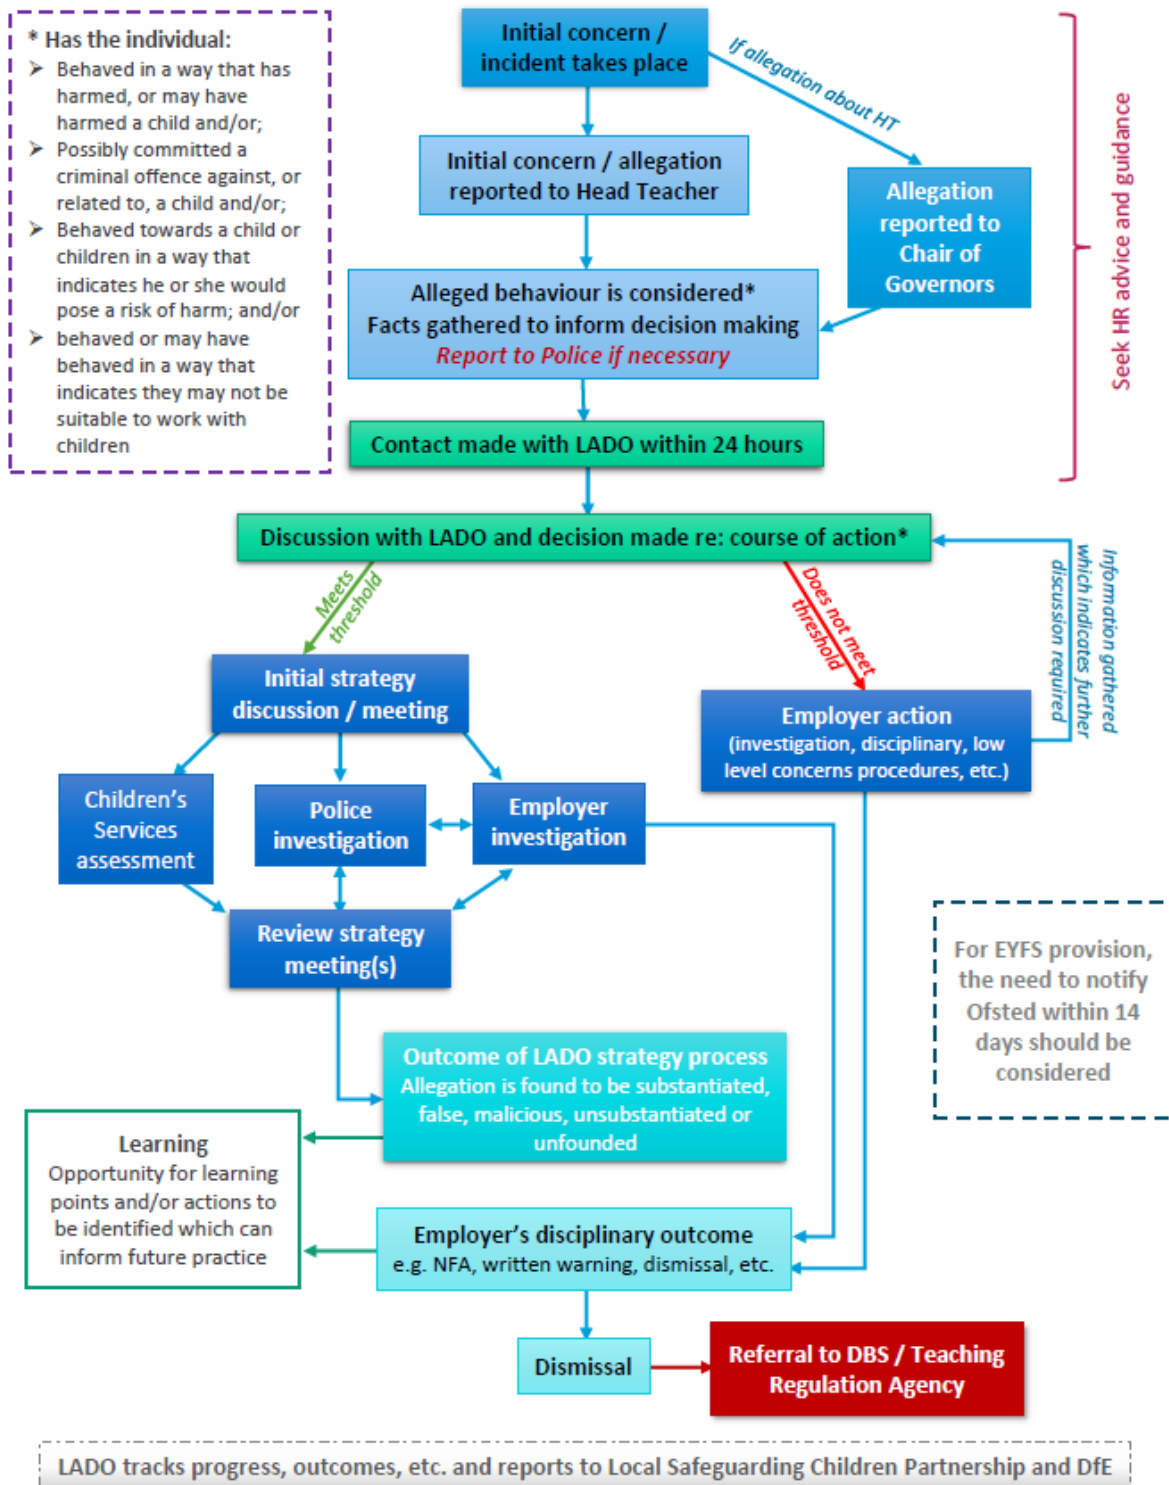 * Has the individual:
➢ Behaved in a way that has
harmed, or may have
harmed a child and/or;
➢ Possibly committed a
criminal offence against, or
related to, a child and/or;
➢ Behaved towards a child or
children in a way that
indicates he or she would
pose a risk of harm; and/or
➢ behaved or may have
behaved in a way that
indicates they may not be
suitable to work with
children
Initial concern /
incident takes place
If allegation about HT
Initial concern / allegation
reported to Head Teacher
Allegation
reported to
Chair of
Governors
Alleged behaviour is considered*
Facts gathered to inform decision making
Report to Police if necessary
Seek HR advice and guidance
Contact made with LADO within 24 hours
Discussion with LADO and decision made re: course of action*
Meets
threshold
Does not meet
threshold
Information gathered
which indicates further
discussion required
Initial strategy
discussion / meeting
Employer action
(investigation, disciplinary, low
level concerns procedures, etc.)
Children's
Services
assessment
Police
investigation
Employer
investigation
Review strategy
meeting(s)
For EYFS provision,
the need to notify
Ofsted within 14
days should be
considered
Outcome of LADO strategy process
Allegation is found to be substantiated,
false, malicious, unsubstantiated or
unfounded
Learning
Opportunity for learning
points and/or actions to
be identified which can
inform future practice
Employer's disciplinary outcome
e.g. NFA, written warning, dismissal, etc.
Dismissal
Referral to DBS / Teaching
Regulation Agency
LADO tracks progress, outcomes, etc. and reports to Local Safeguarding Children Partnership and DfE